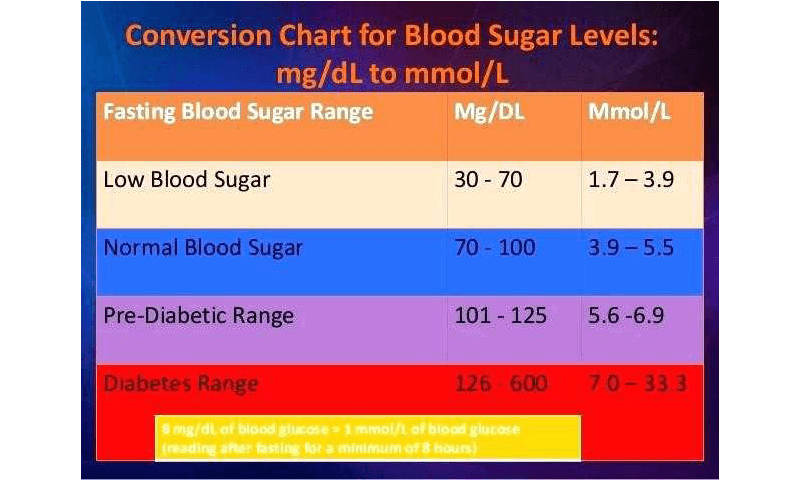 Conversion Chart for Blood Sugar Levels:
mg/dL to mmol/L
Fasting Blood Sugar Range Mg/DL Mmol/L
Low Blood Sugar 30 - 70 1.7 – 3.9
Normal Blood Sugar 70 - 100 3.9 – 5.5
Pre-Diabetic Range 101 - 125 5.6 -6.9
Diabetes Range 126 - 600 7.0 – 33.3
8 mg/dL of blood glucose = 1 mmol/L of blood glucose
(reading after fasting for a minimum of 8 hours)